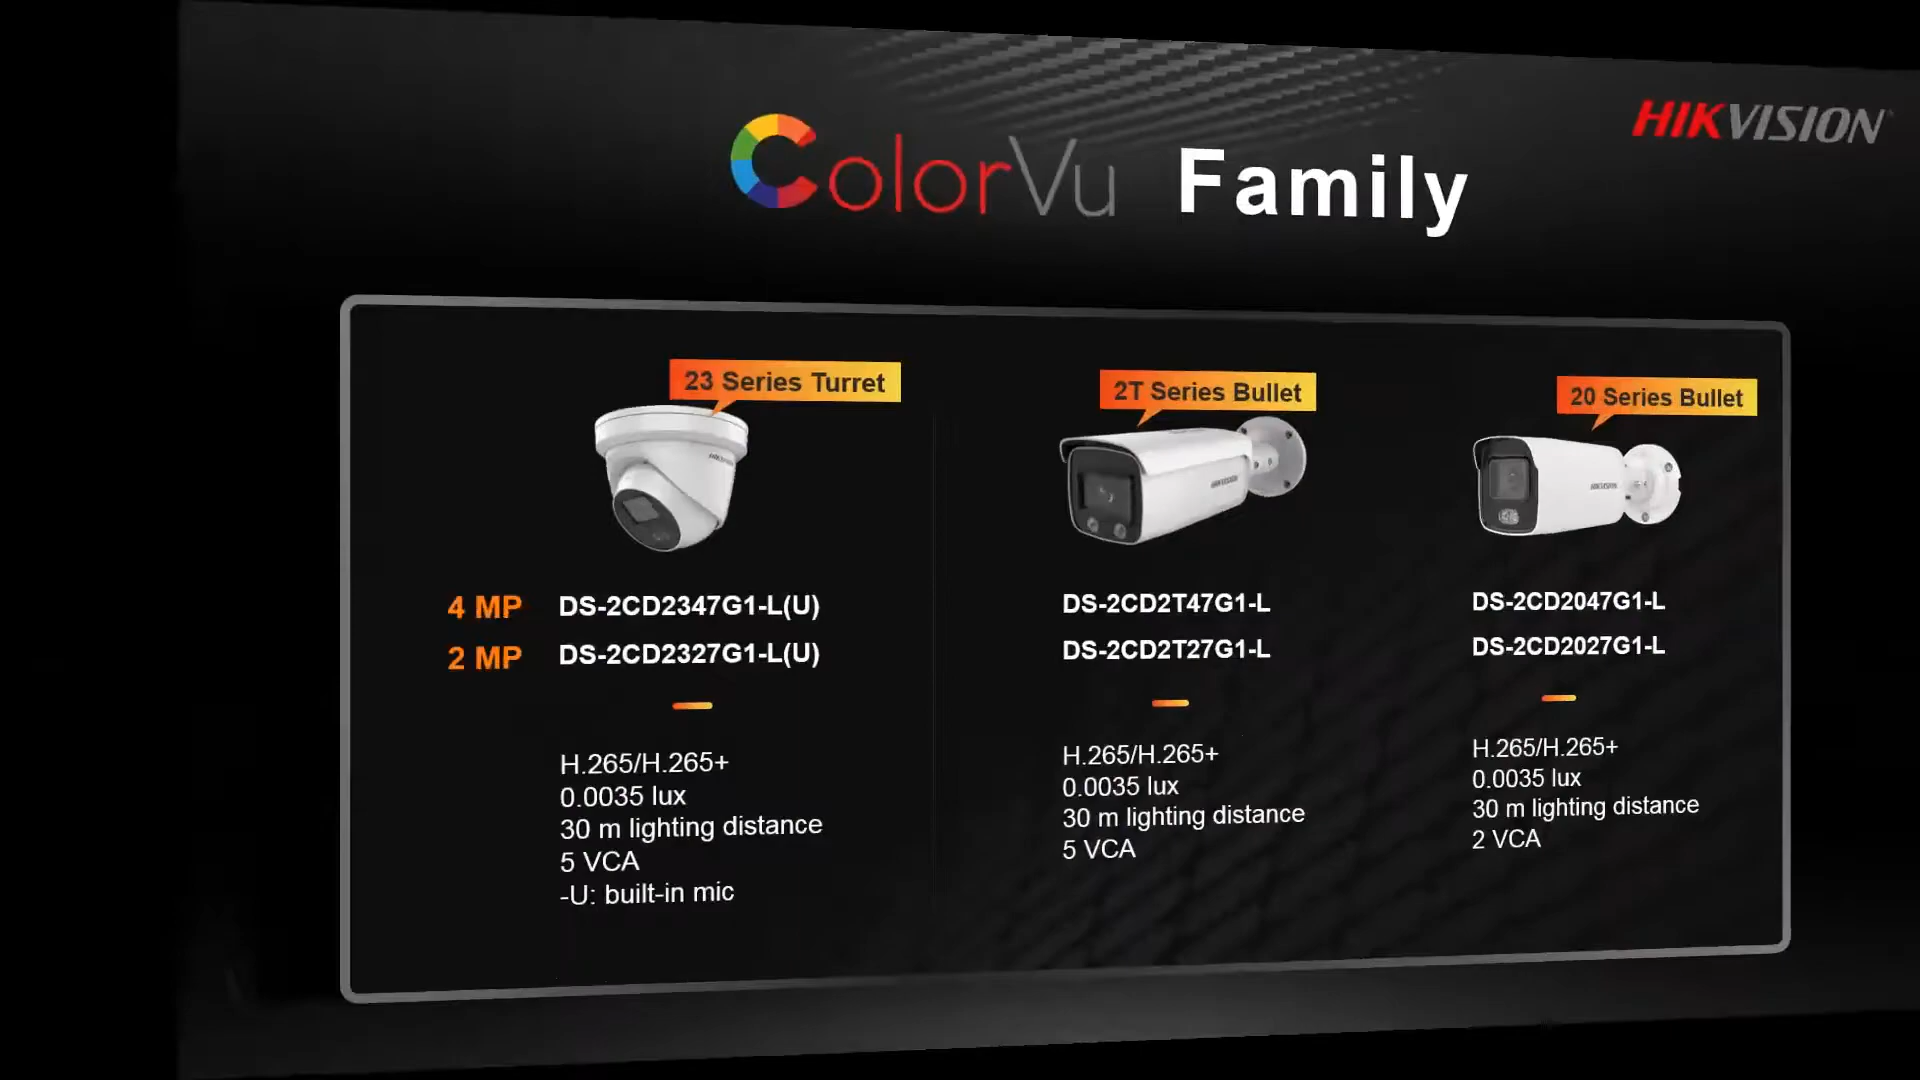 HIKVISION
ColorVu Family
23 Series Turret
4 MP DS-2CD2347G1-L(U)
2 MP DS-2CD2327G1-L(U)
H.265/H.265+
0.0035 lux
30 m lighting distance
5 VCA
-U: built-in mic
2T Series Bullet
HIKVISION
DS-2CD2T47G1-L
DS-2CD2T27G1-L
H.265/H.265+
0.0035 lux
30 m lighting distance
5 VCA
20 Series Bullet
HIKVISION
DS-2CD2047G1-L
DS-2CD2027G1-L
H.265/H.265+
0.0035 lux
30 m lighting distance
2 VCA